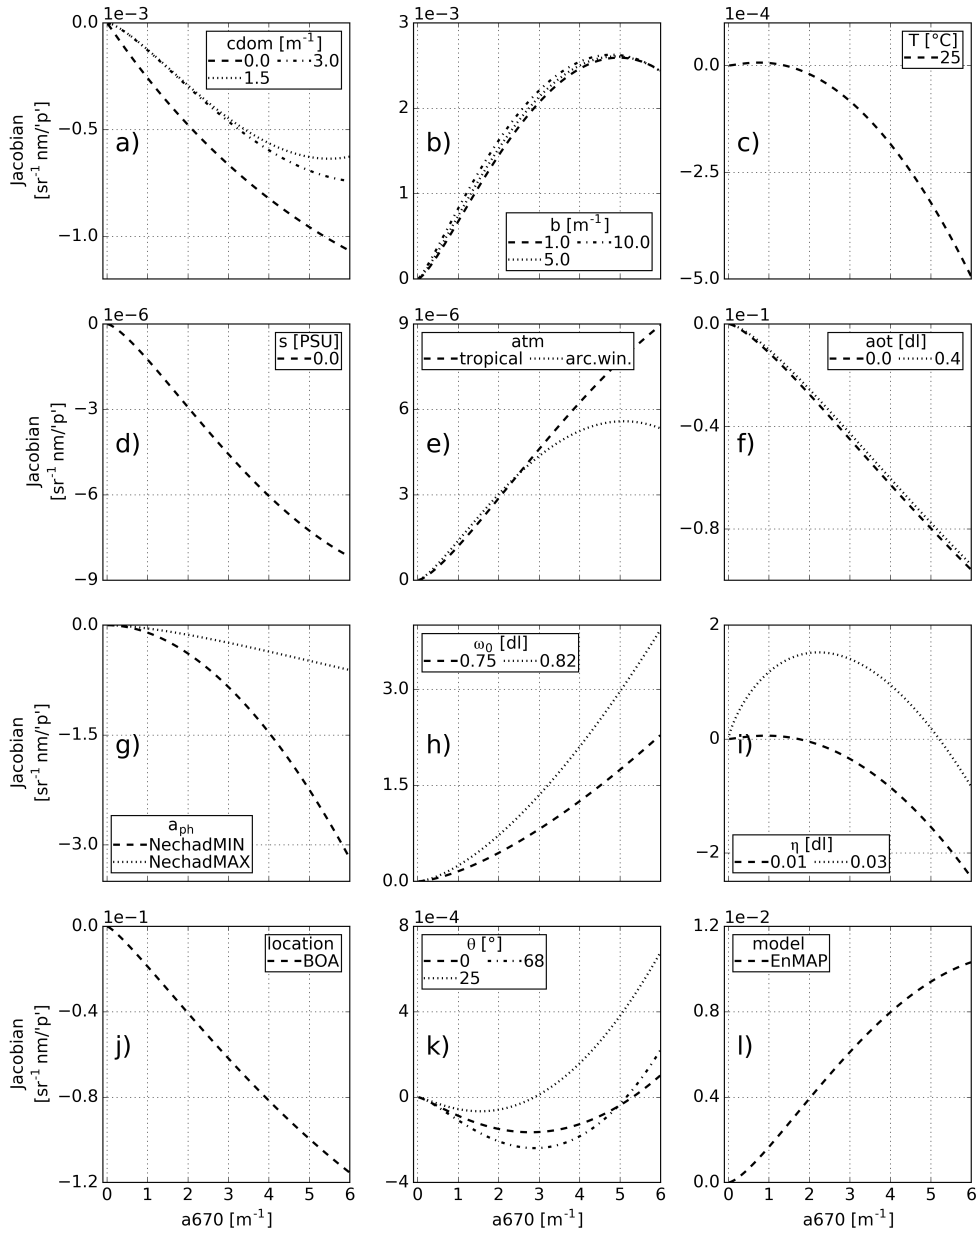 1e−3
cdom [m-1]
0.0 3.0
1.5
a)
0.0
−0.5
−1.0
Jacobian
[sr-1 nm/'p']
1e−3
b)
b [m-1]
1.0 10.0
5.0
3
2
1
0
1e−4
T [°C]
25
c)
0.0
−2.5
−5.0
1e−6
s [PSU]
0.0
d)
0
−3
−6
−9
Jacobian
[sr-1 nm/'p']
1e−6
atm
tropical arc.win.
e)
9
6
3
0
1e−1
aot [dl]
0.0 0.4
f)
0.0
−0.4
−0.8
g)
aph
NechadMIN
NechadMAX
0.0
−1.5
−3.0
Jacobian
[sr-1 nm/'p']
ω0 [dl]
0.75 0.82
h)
3.0
1.5
0.0
i)
η [dl]
0.01 0.03
2
0
−2
1e−1
location
BOA
j)
0.0
−0.4
−0.8
−1.2
Jacobian
[sr-1 nm/'p']
0 1 2 3 4 5 6
a670 [m-1]
1e−4
θ [°]
0 68
25
k)
8
4
0
−4
0 1 2 3 4 5 6
a670 [m-1]
1e−2
model
EnMAP
l)
1.2
0.8
0.4
0.0
0 1 2 3 4 5 6
a670 [m-1]